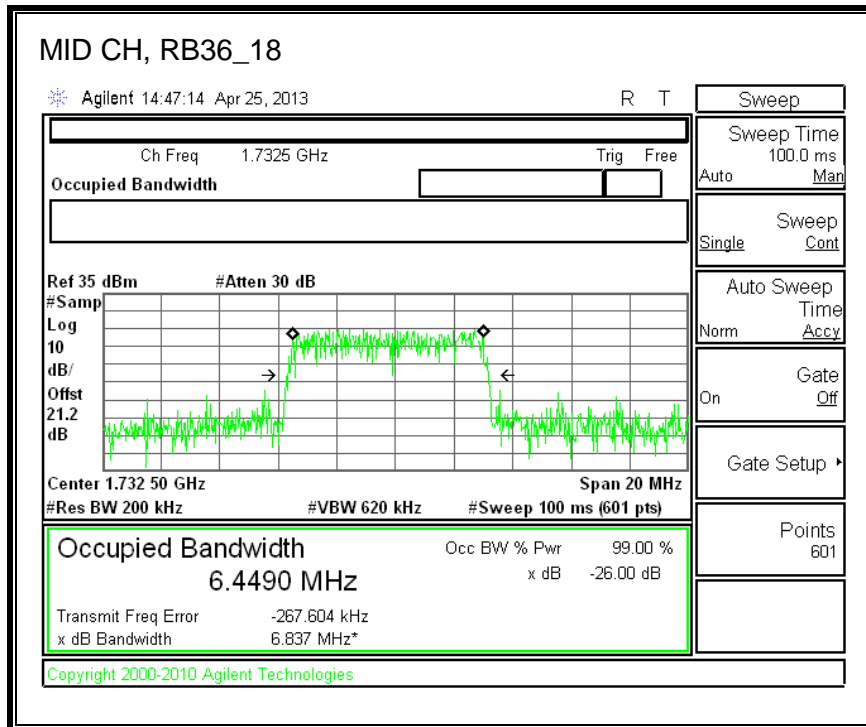 MID CH, RB36_18
Agilent 14:47:14 Apr 25, 2013 R T
Ch Freq 1.7325 GHz Trig Free
Occupied Bandwidth
Ref 35 dBm #Atten 30 dB
#Samp
Log
10
dB/
Offst
21.2
dB
Center 1.732 50 GHz Span 20 MHz
#Res BW 200 kHz #VBW 620 kHz #Sweep 100 ms (601 pts)
Occupied Bandwidth
6.4490 MHz
Occ BW % Pwr 99.00 %
x dB -26.00 dB
Transmit Freq Error -267.604 kHz
x dB Bandwidth 6.837 MHz*
Copyright 2000-2010 Agilent Technologies
Sweep
Sweep Time
100.0 ms
Auto Man
Sweep
Single Cont
Auto Sweep
Time
Norm Accy
Gate
On Off
Gate Setup
Points
601